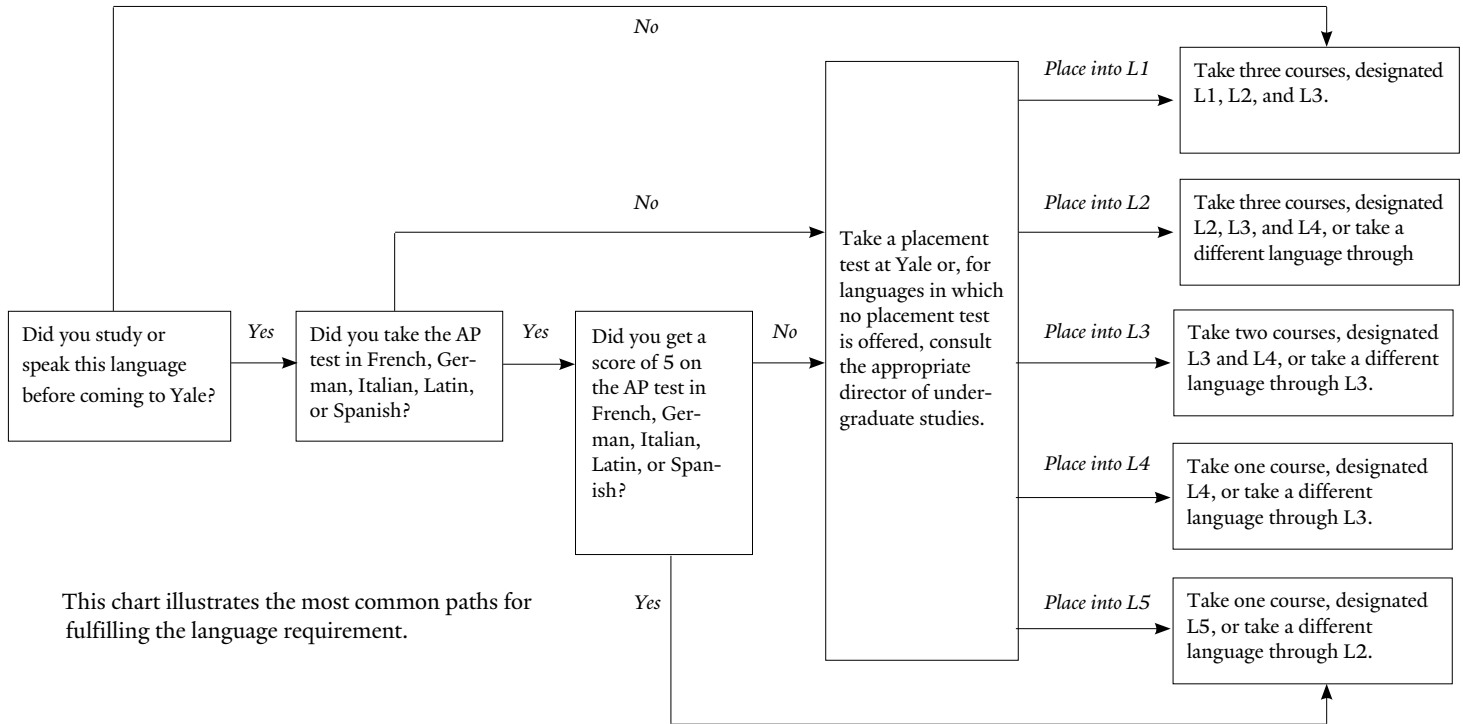 No
Did you study or
speak this language
before coming to Yale?
Yes
Did you take the AP
test in French, Ger-
man, Italian, Latin,
or Spanish?
No
Yes
Did you get a
score of 5 on
the AP test in
French, Ger-
man, Italian,
Latin, or Span-
ish?
No
Yes
Take a placement
test at Yale or, for
languages in which
no placement test
is offered, consult
the appropriate
director of under-
graduate studies.
Place into L1
Take three courses, designated
L1, L2, and L3.
Place into L2
Take three courses, designated
L2, L3, and L4, or take a
different language through
Place into L3
Take two courses, designated
L3 and L4, or take a different
language through L3.
Place into L4
Take one course, designated
L4, or take a different
language through L3.
Place into L5
Take one course, designated
L5, or take a different
language through L2.
This chart illustrates the most common paths for
fulfilling the language requirement.